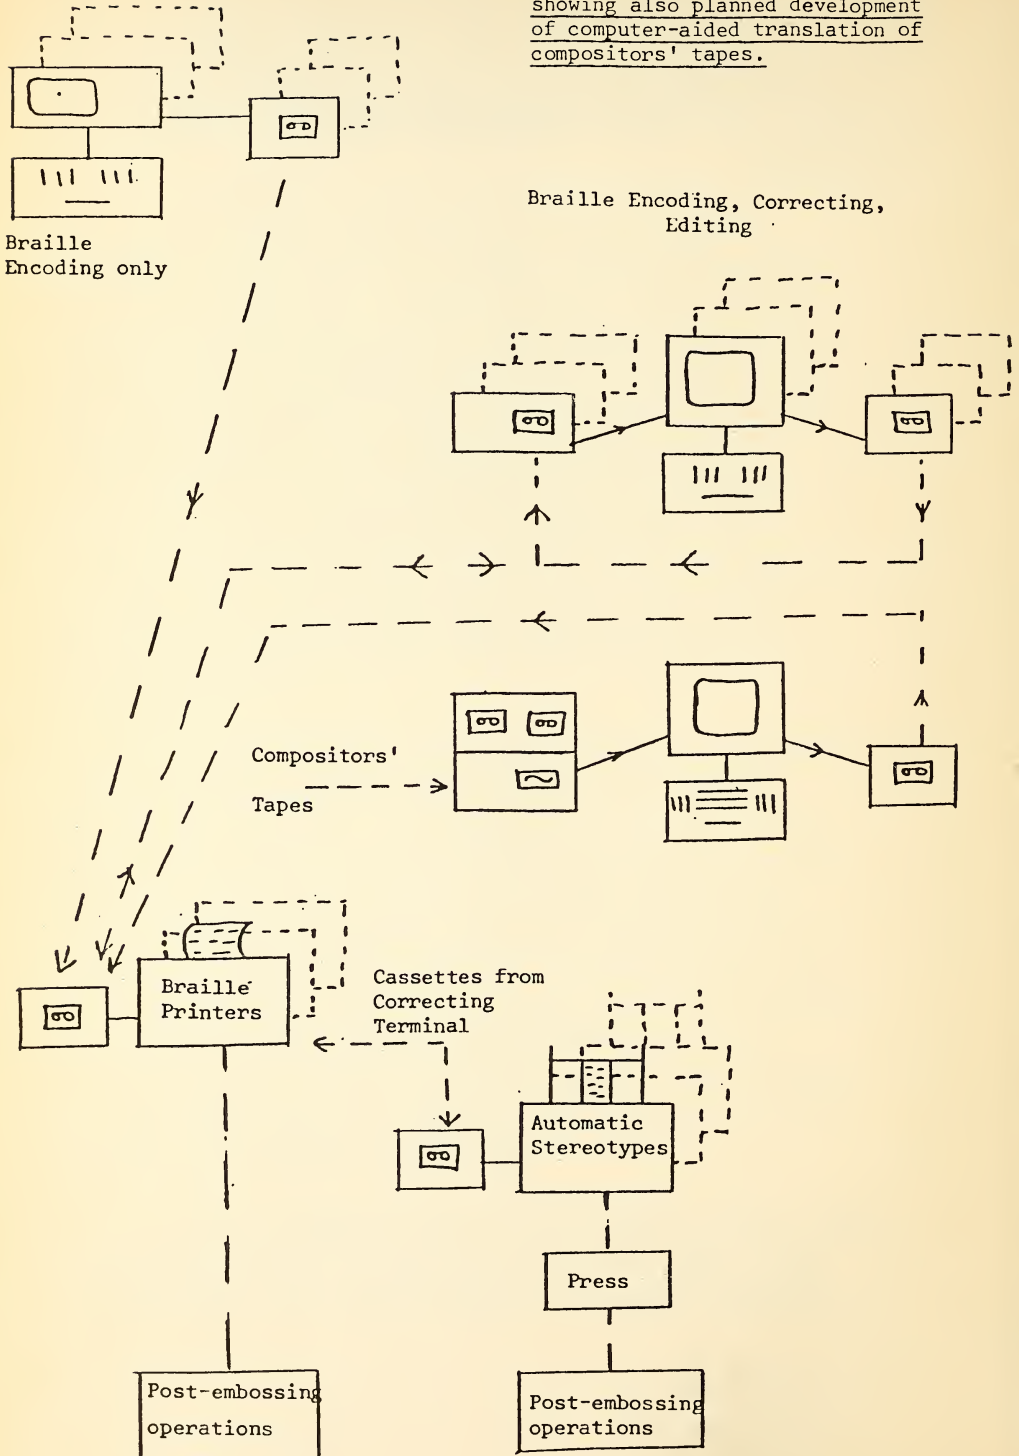 showing also planned development
of computer-aided translation of
compositors' tapes.
Braille Encoding, Correcting,
Editing
Braille
Encoding only
Compositors'
Tapes
Braille
Printers
Cassettes from
Correcting
Terminal
Automatic
Stereotypes
Press
Post-embossing
operations
Post-embossing
operations